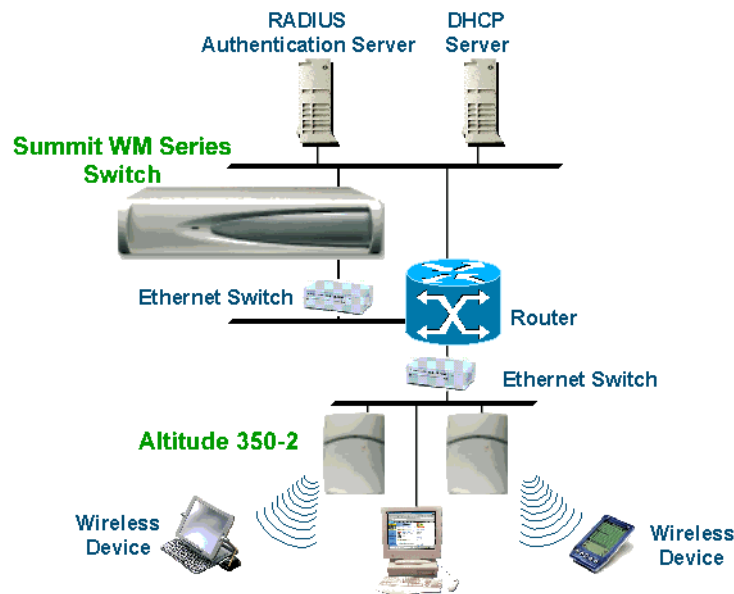 RADIUS
Authentication Server
DHCP
Server
Summit WM Series
Switch
Ethernet Switch
Router
Ethernet Switch
Altitude 350-2
Wireless
Device
Wireless
Device